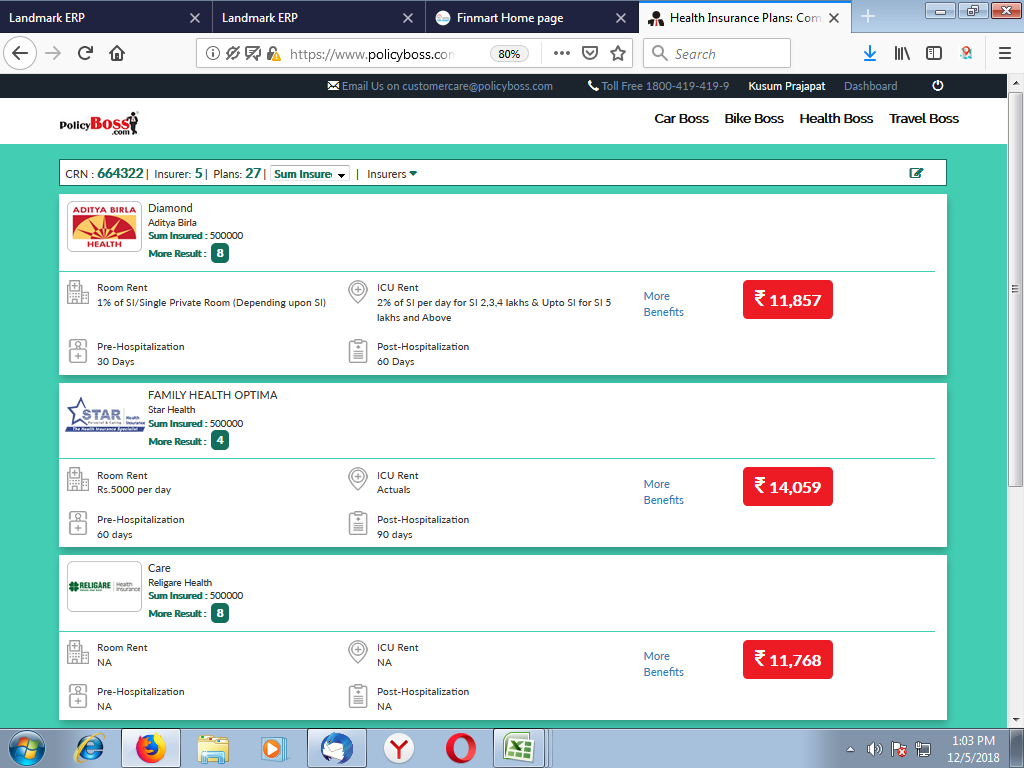 Landmark ERP
Landmark ERP
Finmart Home page
Health Insurance Plans: Com
https://www.policyboss.con
80%
Search
Email Us on customercare@policyboss.com
Toll Free 1800-419-419-9
Kusum Prajapat
Dashboard
PolicyBoss.com
Car Boss
Bike Boss
Health Boss
Travel Boss
CRN : 664322 | Insurer: 5 | Plans: 27 | Sum Insure | Insurers
ADITYA BIRLA
HEALTH
Diamond
Aditya Birla
Sum Insured : 500000
More Result : 8
Room Rent
1% of SI/Single Private Room (Depending upon SI)
ICU Rent
2% of SI per day for SI 2,3,4 lakhs & Upto SI for SI 5
lakhs and Above
More
Benefits
₹ 11,857
Pre-Hospitalization
30 Days
Post-Hospitalization
60 Days
STAR Health Insurance
Personal & Caring
The Health Insurance Specialist
FAMILY HEALTH OPTIMA
Star Health
Sum Insured : 500000
More Result : 4
Room Rent
Rs.5000 per day
ICU Rent
Actuals
More
Benefits
₹ 14,059
Pre-Hospitalization
60 days
Post-Hospitalization
90 days
RELIGARE Health Insurance
Care
Religare Health
Sum Insured : 500000
More Result : 8
Room Rent
NA
ICU Rent
NA
More
Benefits
₹ 11,768
Pre-Hospitalization
NA
Post-Hospitalization
NA
1:03 PM
12/5/2018